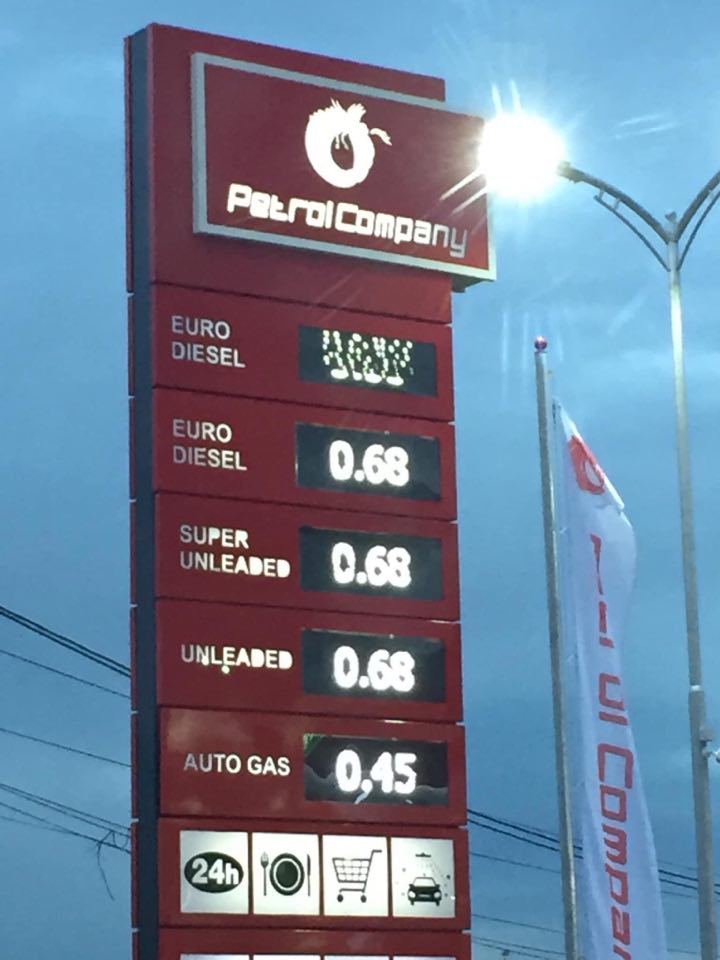 PetrolCompany
EURO
DIESEL
EURO
DIESEL
0.68
SUPER
UNLEADED
0.68
UNLEADED
0.68
AUTO GAS
0,45
24h